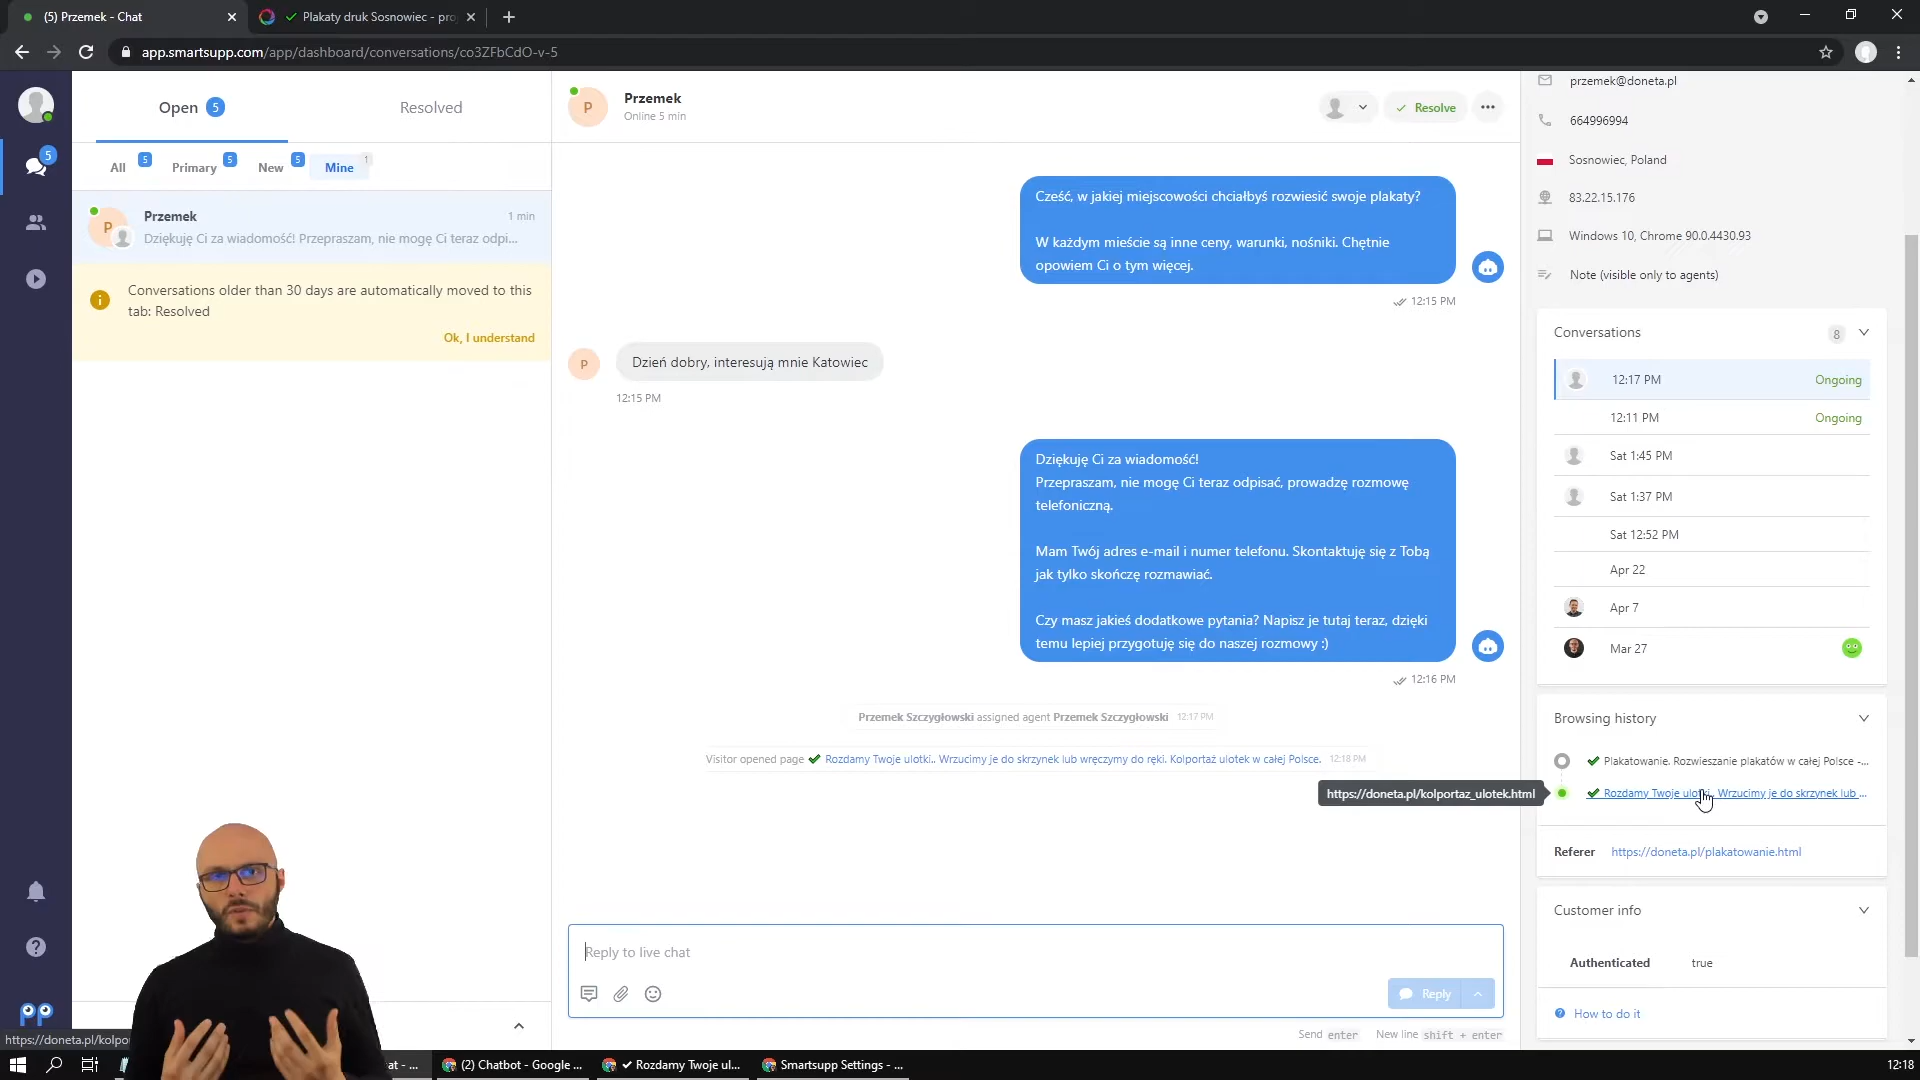 (5) Przemek - Chat
Plakaty druk Sosnowiec - pro
app.smartsupp.com/app/dashboard/conversations/co3ZFbCdO-v-5
5
Open 5
Resolved
All 5
Primary 5
New 5
Mine 1
P
Przemek
1 min
Dziękuję Ci za wiadomość! Przepraszam, nie mogę Ci teraz odpi...
Conversations older than 30 days are automatically moved to this
tab: Resolved
Ok, I understand
P
Przemek
Online 5 min
Resolve
Cześć, w jakiej miejscowości chciałbyś rozwiesić swoje plakaty?
W każdym mieście są inne ceny, warunki, nośniki. Chętnie
opowiem Ci o tym więcej.
12:15 PM
P
Dzień dobry, interesują mnie Katowiec
12:15 PM
Dziękuję Ci za wiadomość!
Przepraszam, nie mogę Ci teraz odpisać, prowadzę rozmowę
telefoniczną.
Mam Twój adres e-mail i numer telefonu. Skontaktuję się z Tobą
jak tylko skończę rozmawiać.
Czy masz jakieś dodatkowe pytania? Napisz je tutaj teraz, dzięki
temu lepiej przygotuję się do naszej rozmowy :)
12:16 PM
Przemek Szczygłowski assigned agent Przemek Szczygłowski 12:17 PM
Visitor opened page Rozdamy Twoje ulotki.. Wrzucimy je do skrzynek lub wręczymy do ręki. Kolportaż ulotek w całej Polsce. 12:18 PM
Reply to live chat
Reply
Send enter New line shift + enter
przemek@doneta.pl
664996994
Sosnowiec, Poland
83.22.15.176
Windows 10, Chrome 90.0.4430.93
Note (visible only to agents)
Conversations 8
12:17 PM Ongoing
12:11 PM Ongoing
Sat 1:45 PM
Sat 1:37 PM
Sat 12:52 PM
Apr 22
Apr 7
Mar 27
Browsing history
Plakatowanie. Rozwieszanie plakatów w całej Polsce -...
https://doneta.pl/kolportaz_ulotek.html
Rozdamy Twoje ulotki.. Wrzucimy je do skrzynek lub ...
Referer https://doneta.pl/plakatowanie.html
Customer info
Authenticated true
How to do it
pp
https://doneta.pl/kolpo
at - ...
(2) Chatbot - Google ...
Rozdamy Twoje ul...
Smartsupp Settings - ...
12:18